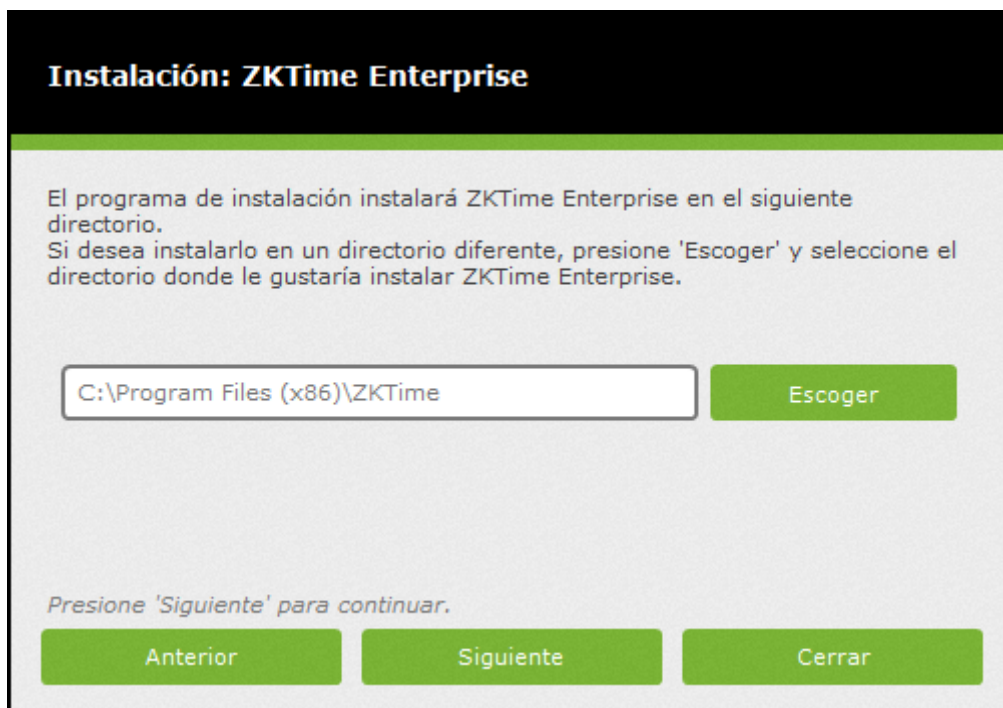 Instalación: ZKTime Enterprise
El programa de instalación instalará ZKTime Enterprise en el siguiente
directorio.
Si desea instalarlo en un directorio diferente, presione 'Escoger' y seleccione el
directorio donde le gustaría instalar ZKTime Enterprise.
C:\Program Files (x86)\ZKTime
Escoger
Presione 'Siguiente' para continuar.
Anterior
Siguiente
Cerrar